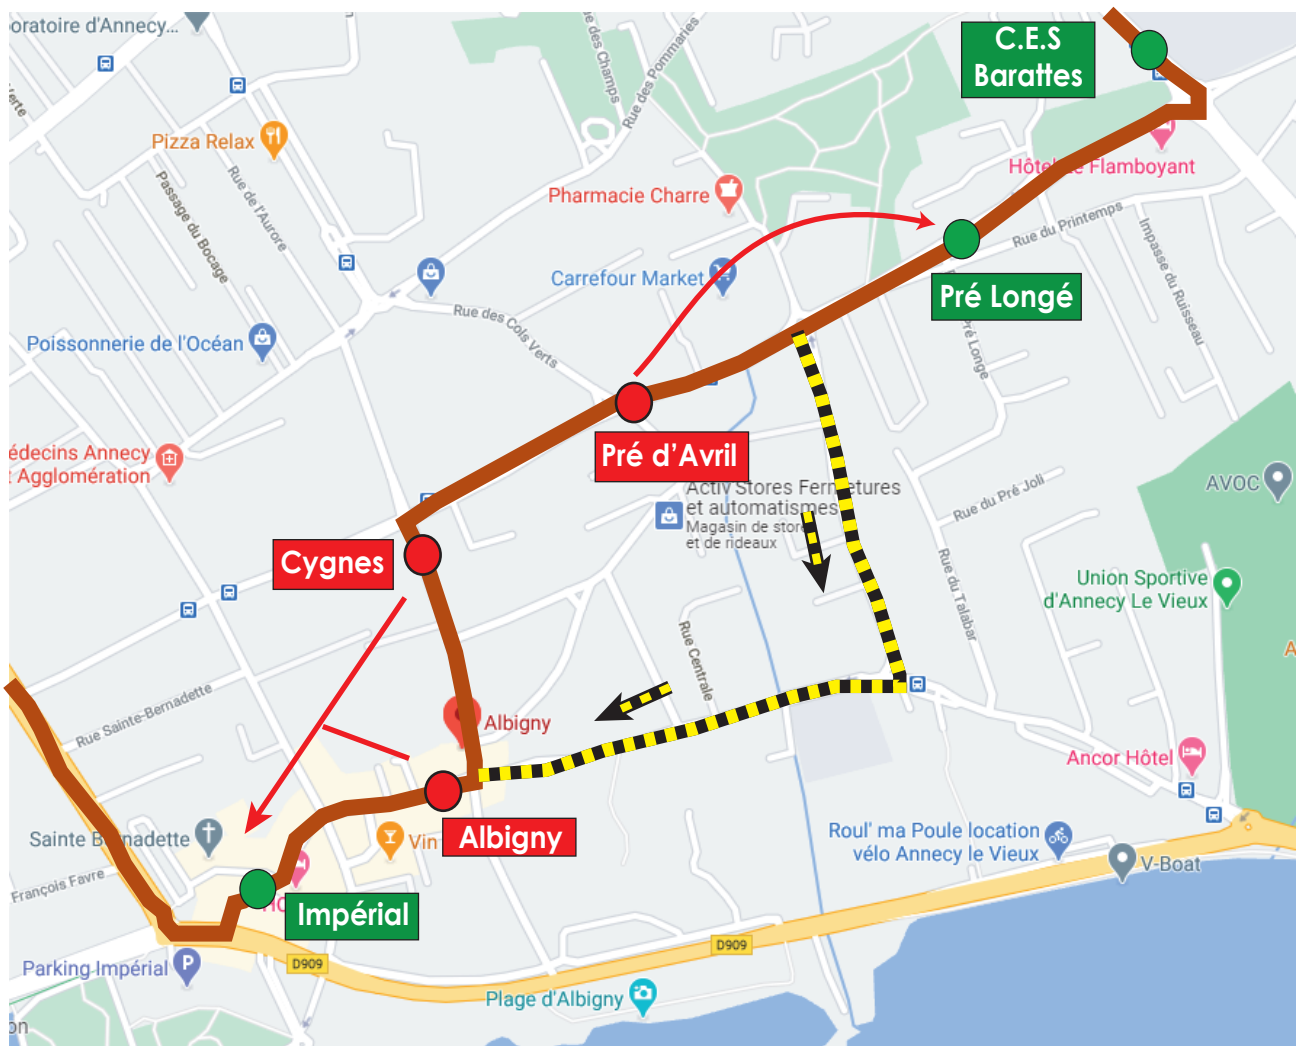 oratoire d'Annecy...
C.E.S
Barattes
Rue des Champs
Rue des Pommaries
Pizza Relax
Rue de l'Aurore
Passage du Bocage
Pharmacie Charre
Flamboyant
Rue du Printemps
Impasse du Ruisseau
Carrefour Market
Pré Longé
Rue des Cols Verts
Poissonnerie de l'Océan
Pré Longe
Pré d'Avril
édecins Annecy
Agglomération
Activ Stores Fermetures
et automatismes
Magasin de store
et de rideaux
AVOC
Rue du Pré Joli
Cygnes
Rue du Talabar
Union Sportive
d'Annecy Le Vieux
Rue Centrale
Rue Sainte-Bernadette
Albigny
Ancor Hôtel
Sainte Bernadette
Vin
Albigny
Roul' ma Poule location
vélo Annecy le Vieux
V-Boat
François Favre
Impérial
D909
D909
Parking Impérial
P
Plage d'Albigny
on